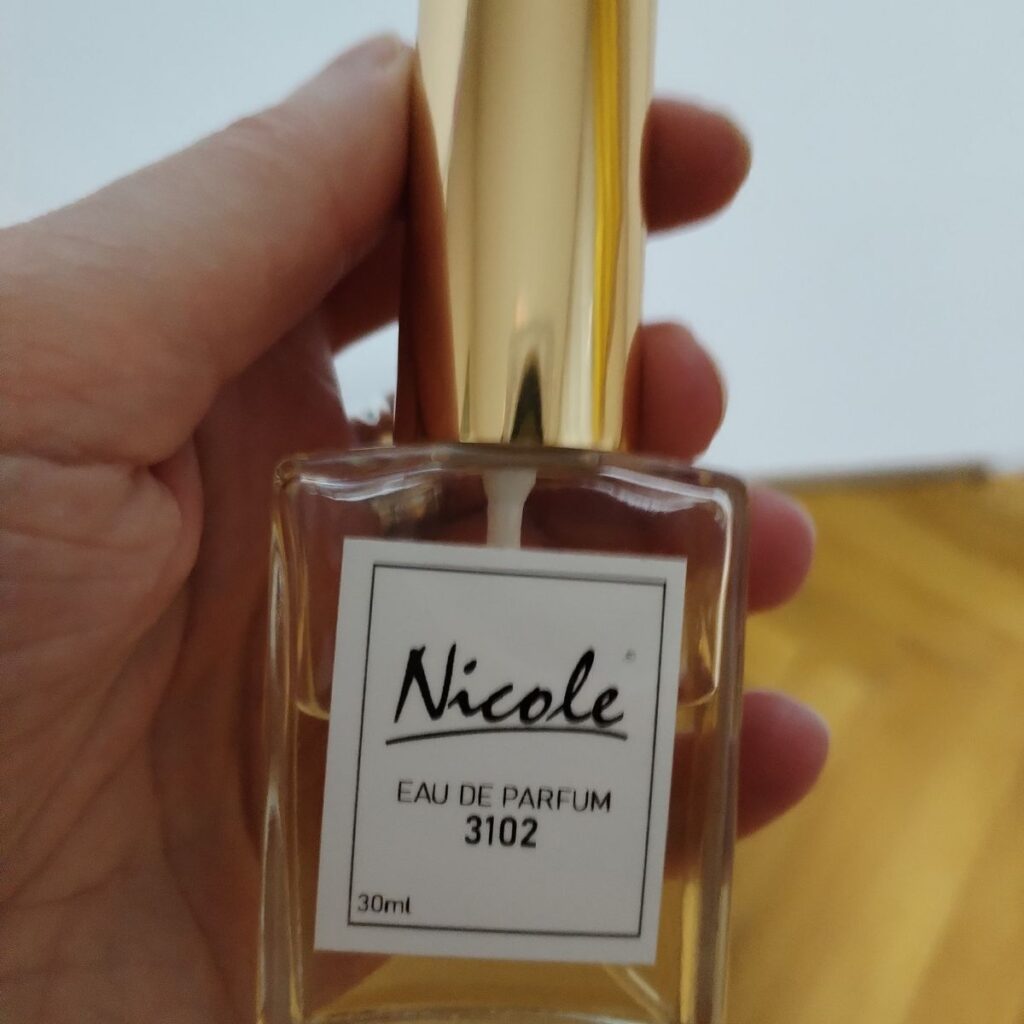 Nicole®
EAU DE PARFUM
3102
30ml